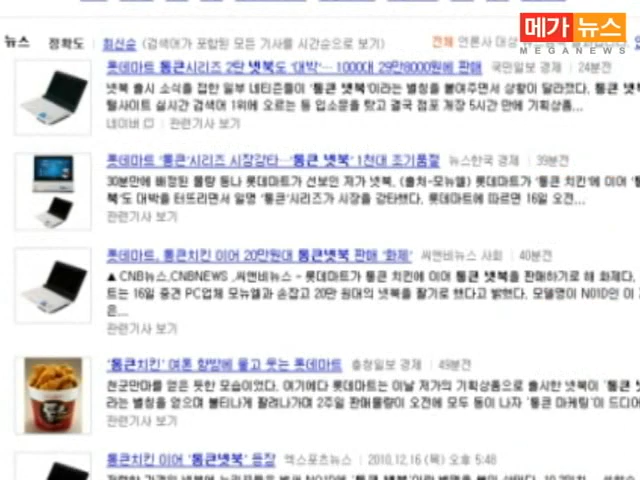 메가 뉴스
MEGANEWS
뉴스 정확도 | 최신순 (검색어가 포함된 모든 기사를 시간순으로 보기) 전체 언론사 대상
롯데마트 통큰시리즈 2탄 넷북도 '대박'… 1000대 29만8000원에 판매 국민일보 경제 | 24분전
넷북 출시 소식을 접한 일부 네티즌들이 '통큰 넷북'이라는 별칭을 붙여주면서 상황이 달라졌다. 통큰 넷북
털사이트 실시간 검색어 1위에 오르는 등 입소문을 탔고 결국 점포 개장 5시간 만에 기획상품...
네이버 | 관련기사 보기
롯데마트 '통큰'시리즈 시장강타…'통큰 넷북' 1천대 조기품절 뉴스한국 경제 | 39분전
30분만에 배정된 물량 동나 롯데마트가 선보인 저가 넷북. (출처-모뉴엘) 롯데마트가 '통큰 치킨'에 이어
북'도 대박을 터뜨리면서 일명 '통큰'시리즈가 시장을 강타했다. 롯데마트에 따르면 16일 오전...
관련기사 보기
롯데마트, 통큰치킨 이어 20만원대 통큰넷북 판매 '화제' 씨앤비뉴스 사회 | 40분전
▲ CNB뉴스,CNBNEWS ,씨앤비뉴스 - 롯데마트가 통큰 치킨에 이어 통큰 넷북을 판매하기로 해 화제다.
트는 16일 중견 PC업체 모뉴엘과 손잡고 20만 원대의 넷북을 팔기로 했다고 밝혔다. 모델명이 N01D인 이
은...
관련기사 보기
'통큰치킨' 여론 향방에 울고 웃는 롯데마트 충청일보 경제 | 49분전
천군만마를 얻은 듯한 모습이었다. 여기에다 롯데마트는 이날 저가의 기획상품으로 출시한 넷북이
라는 별칭을 얻으며 불티나게 팔려나가며 2주일 판매물량이 오전에 모두 동이 나자 '통큰 마케팅'이
관련기사 보기
통큰치킨 이어 '통큰넷북' 등장 엑스포츠뉴스 | 2010.12.16 (목) 오후 5:48